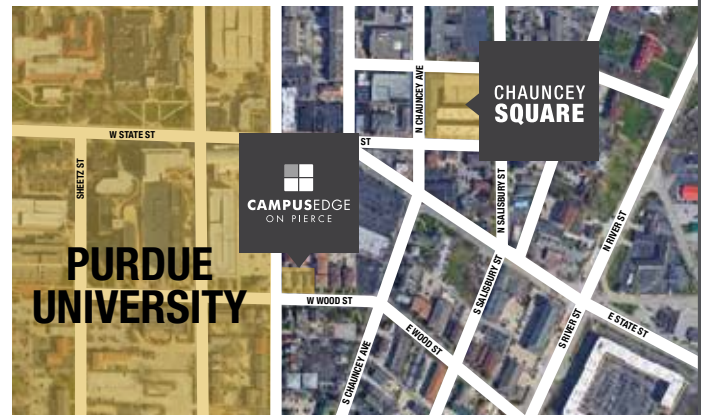 CHAUNCEY
SQUARE
N CHAUNCEY AVE
W STATE ST
ST
SHEETZ ST
CAMPUSEDGE
ON PIERCE
N SALISBURY ST
N RIVER ST
PURDUE
UNIVERSITY
W WOOD ST
S SALISBURY ST
E WOOD ST
S RIVER ST
E STATE ST
S CHAUNCEY AVE